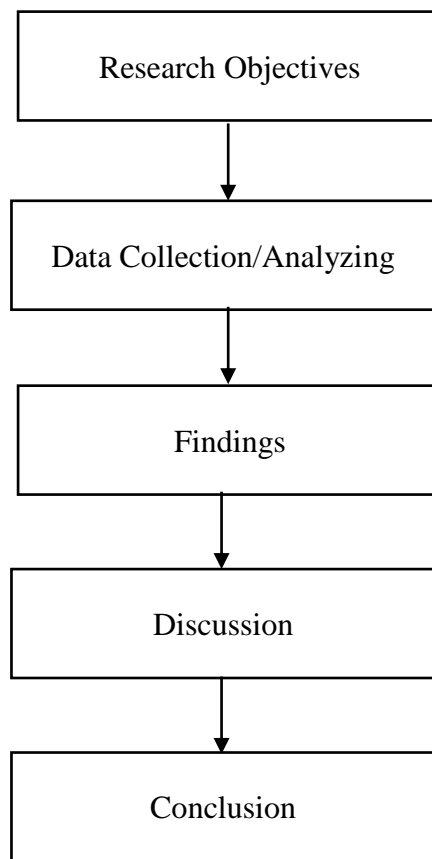 Research Objectives
Data Collection/Analyzing
Findings
Discussion
Conclusion